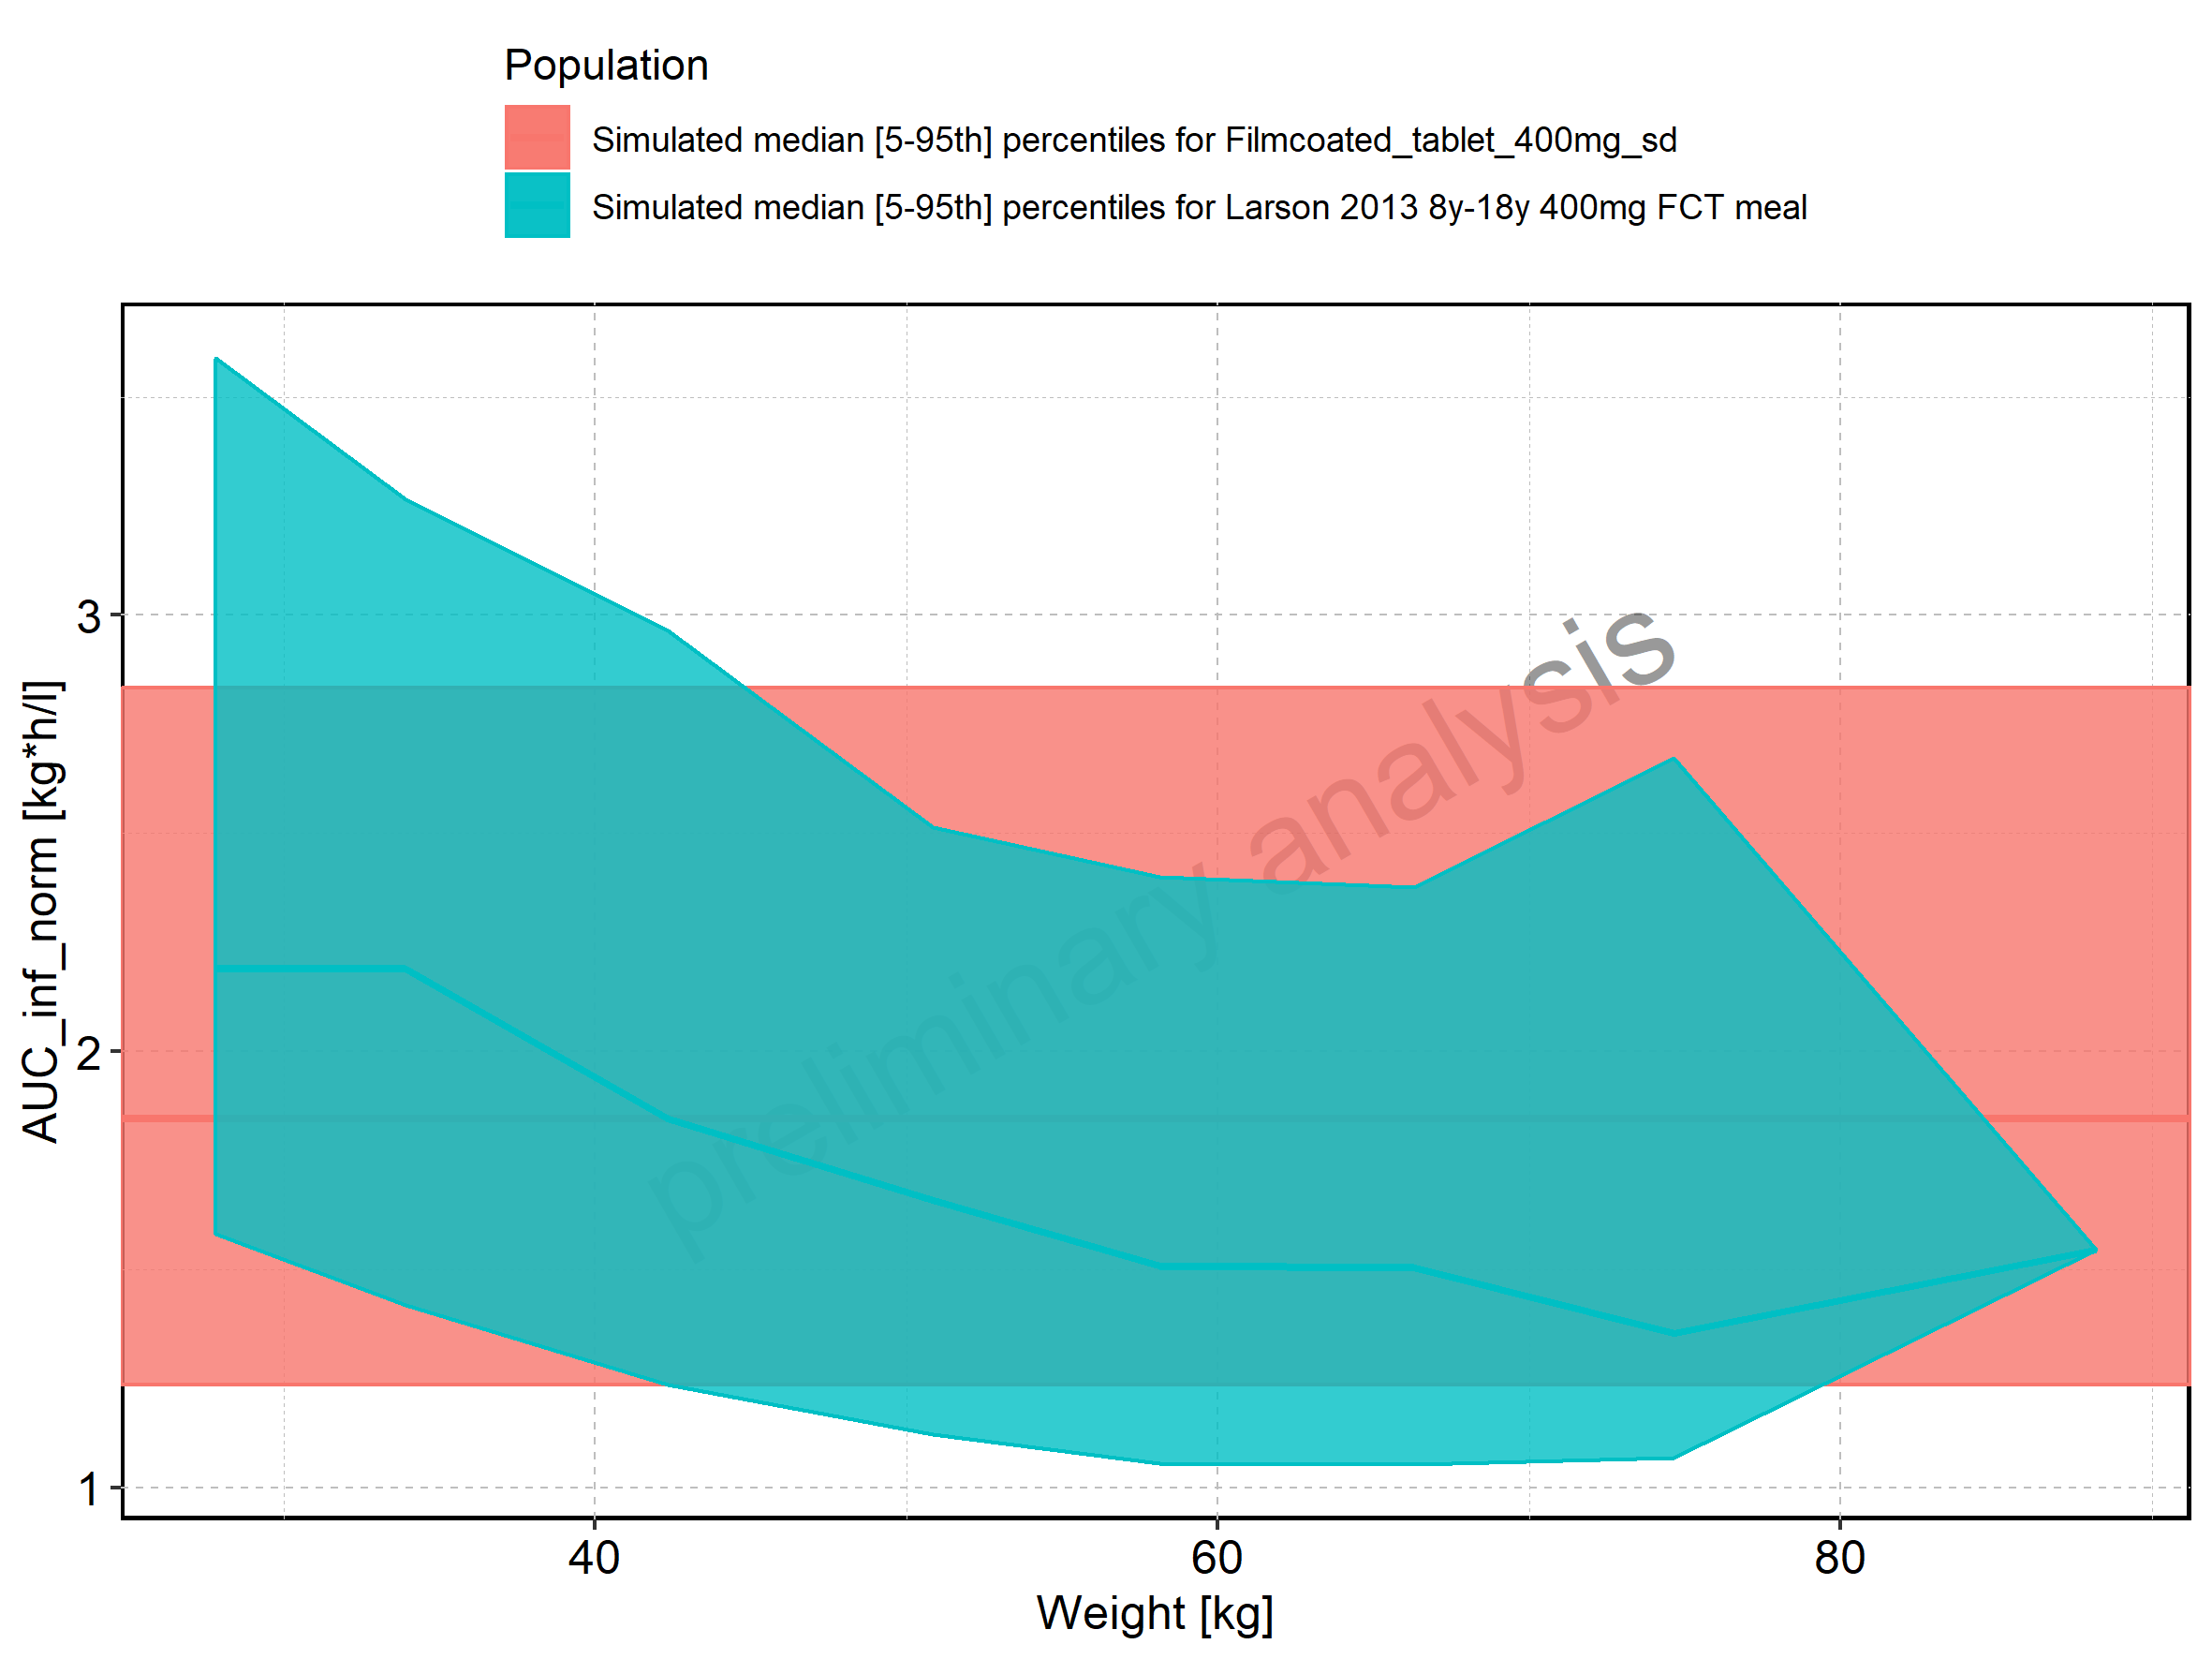 Population
Simulated median [5-95th] percentiles for Filmcoated_tablet_400mg_sd
Simulated median [5-95th] percentiles for Larson 2013 8y-18y 400mg FCT meal
AUC_inf_norm [kg*h/l]
3
2
1
preliminary analysis
40 60 80
Weight [kg]